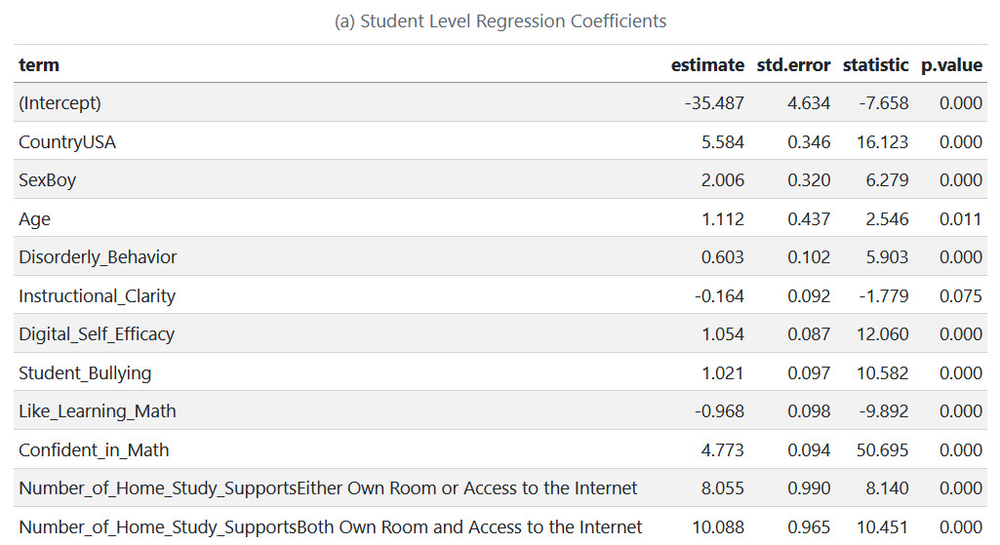 (a) Student Level Regression Coefficients
term estimate std.error statistic p.value
(Intercept) -35.487 4.634 -7.658 0.000
CountryUSA 5.584 0.346 16.123 0.000
SexBoy 2.006 0.320 6.279 0.000
Age 1.112 0.437 2.546 0.011
Disorderly_Behavior 0.603 0.102 5.903 0.000
Instructional_Clarity -0.164 0.092 -1.779 0.075
Digital_Self_Efficacy 1.054 0.087 12.060 0.000
Student_Bullying 1.021 0.097 10.582 0.000
Like_Learning_Math -0.968 0.098 -9.892 0.000
Confident_in_Math 4.773 0.094 50.695 0.000
Number_of_Home_Study_SupportsEither Own Room or Access to the Internet 8.055 0.990 8.140 0.000
Number_of_Home_Study_SupportsBoth Own Room and Access to the Internet 10.088 0.965 10.451 0.000